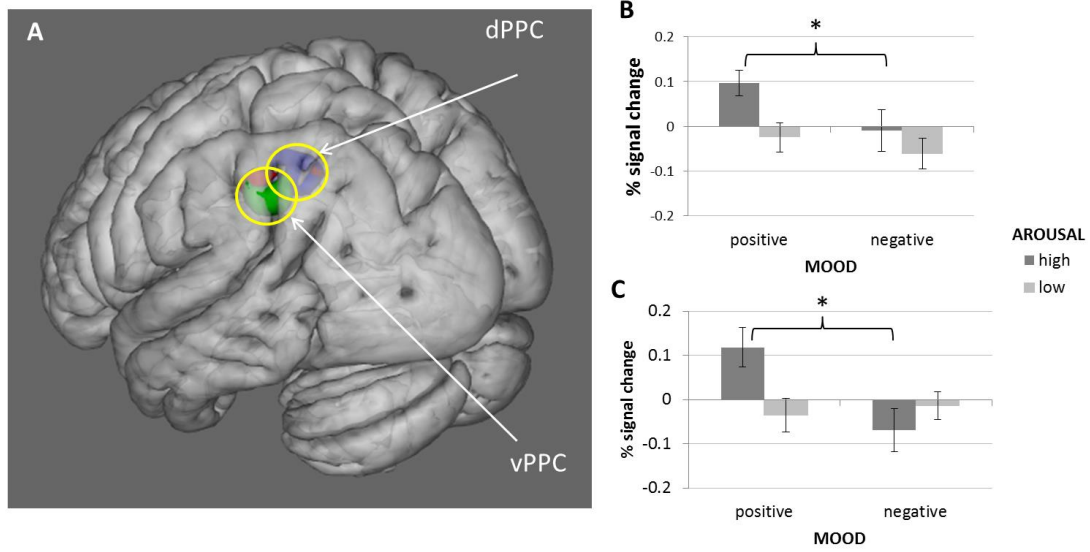 A
dPPC
vPPC
B
*
0.2
0.1
0
-0.1
-0.2
% signal change
positive negative
MOOD
AROUSAL
high
low
C
*
0.2
0.1
0
-0.1
-0.2
% signal change
positive negative
MOOD